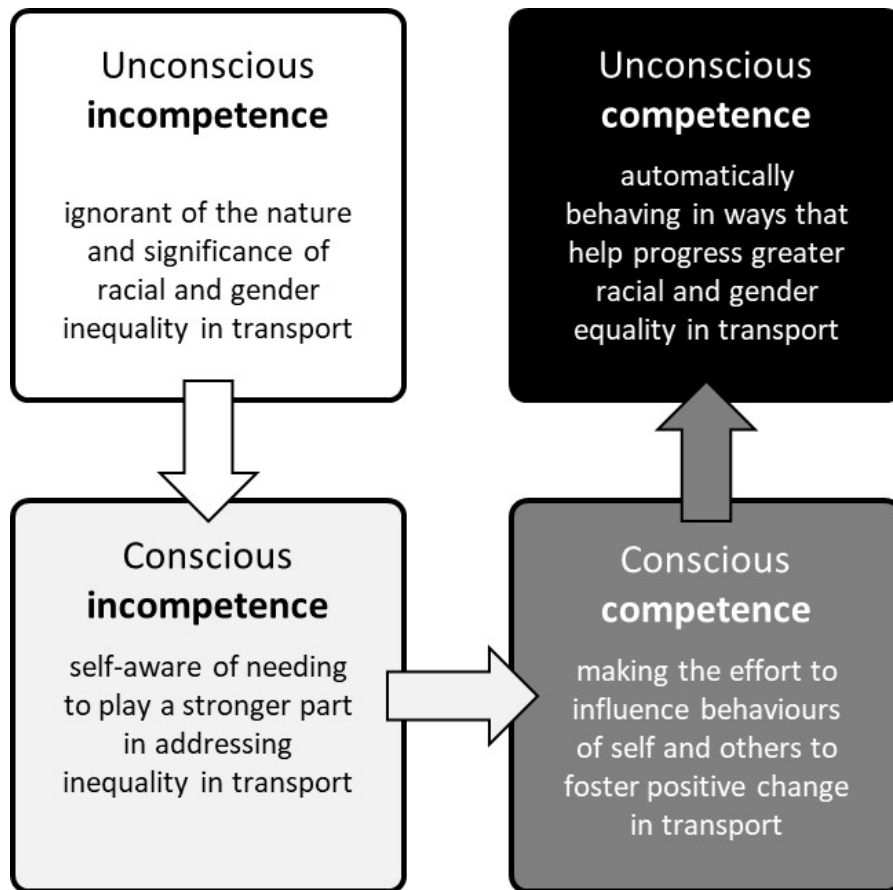 Unconscious
incompetence
ignorant of the nature
and significance of
racial and gender
inequality in transport
Conscious
incompetence
self-aware of needing
to play a stronger part
in addressing
inequality in transport
Conscious
competence
making the effort to
influence behaviours
of self and others to
foster positive change
in transport
Unconscious
competence
automatically
behaving in ways that
help progress greater
racial and gender
equality in transport